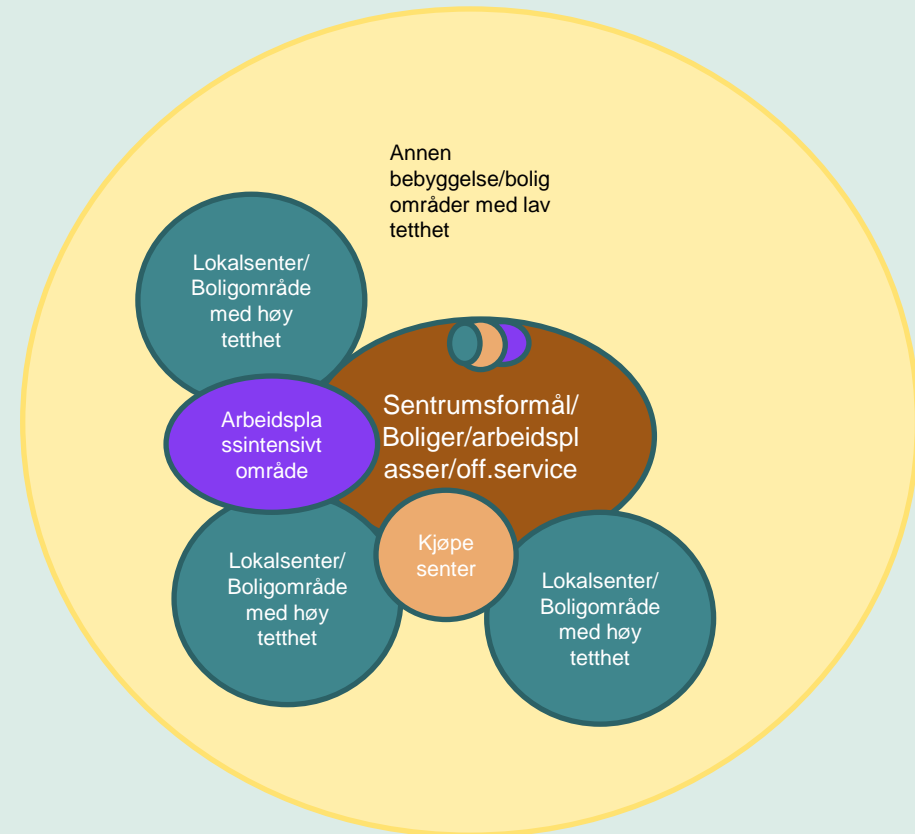 Annen
bebyggelse/bolig
områder med lav
tetthet
Lokalsenter/
Boligområde
med høy
tetthet
Sentrumsformål/
Boliger/arbeidspl
asser/off.service
Arbeidspla
ssintensivt
område
Kjøpe
senter
Lokalsenter/
Boligområde
med høy
tetthet
Lokalsenter/
Boligområde
med høy
tetthet